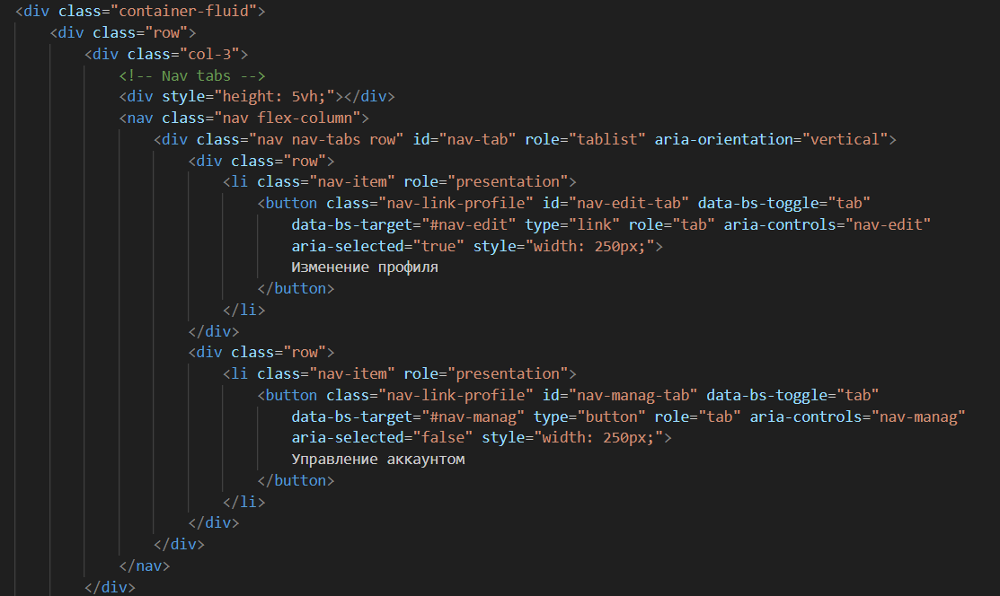 <div class="container-fluid">
<div class="row">
<div class="col-3">
<!-- Nav tabs -->
<div style="height: 5vh;"></div>
<nav class="nav flex-column">
<div class="nav nav-tabs row" id="nav-tab" role="tablist" aria-orientation="vertical">
<div class="row">
<li class="nav-item" role="presentation">
<button class="nav-link-profile" id="nav-edit-tab" data-bs-toggle="tab"
data-bs-target="#nav-edit" type="link" role="tab" aria-controls="nav-edit"
aria-selected="true" style="width: 250px;">
Изменение профиля
</button>
</li>
</div>
<div class="row">
<li class="nav-item" role="presentation">
<button class="nav-link-profile" id="nav-manag-tab" data-bs-toggle="tab"
data-bs-target="#nav-manag" type="button" role="tab" aria-controls="nav-manag"
aria-selected="false" style="width: 250px;">
Управление аккаунтом
</button>
</li>
</div>
</div>
</nav>
</div>